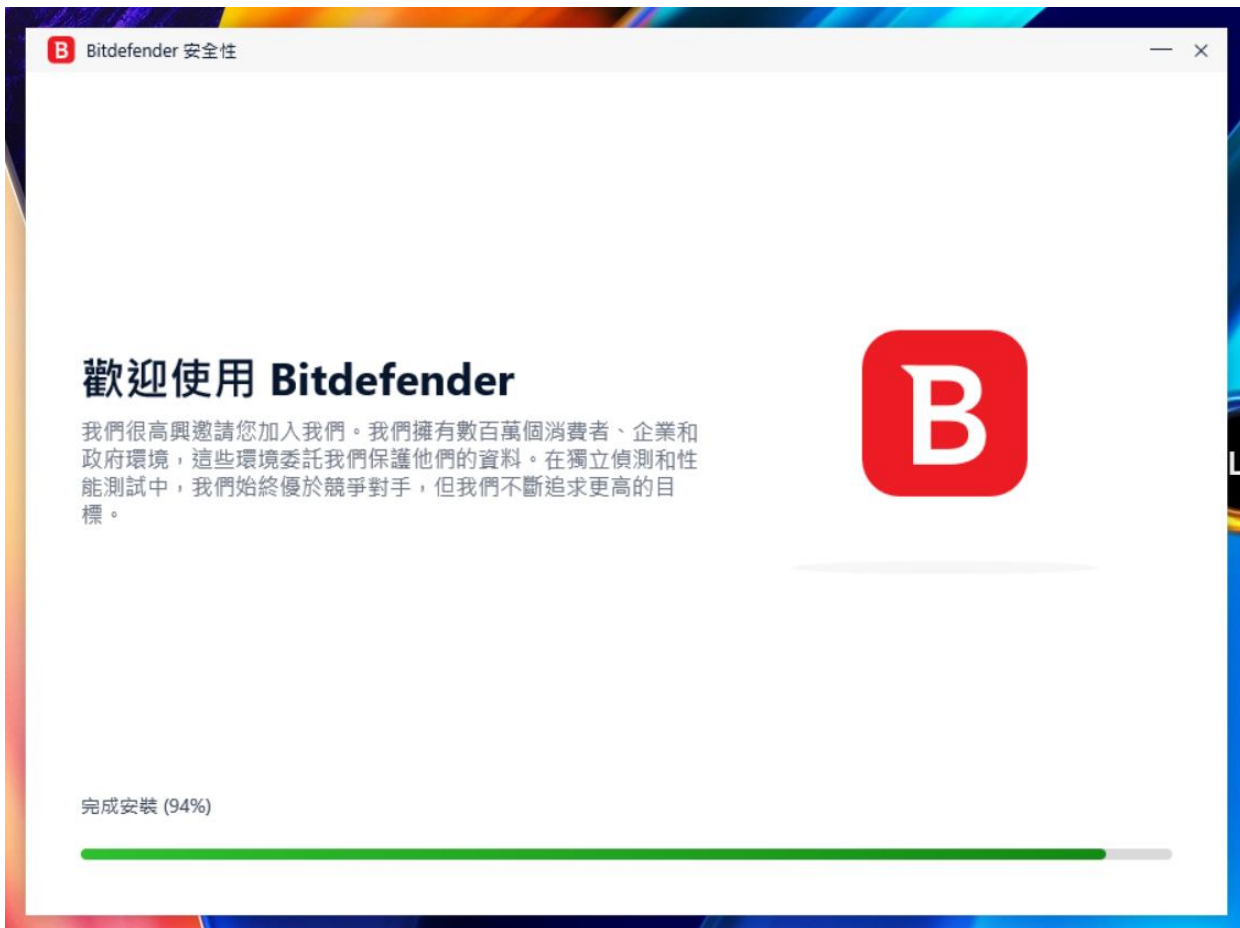 B Bitdefender 安全性
歡迎使用 Bitdefender
我們很高興邀請您加入我們。我們擁有數百萬個消費者、企業和
政府環境，這些環境委託我們保護他們的資料。在獨立偵測和性
能測試中，我們始終優於競爭對手，但我們不斷追求更高的目
標。
B
L
完成安裝 (94%)